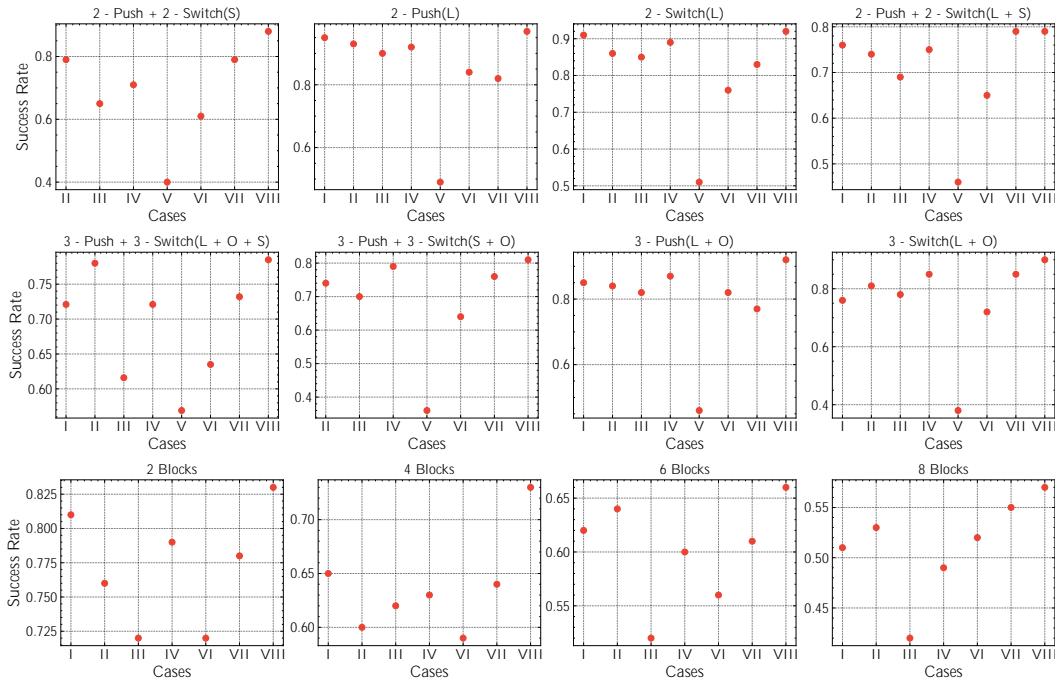 2 - Push + 2 - Switch(S)
2 - Push(L)
2 - Switch(L)
2 - Push + 2 - Switch(L + S)
Success Rate
0.8
0.6
0.4
II III IV V VI VII VIII
Cases
0.8
0.6
I II III IV V VI VII VIII
Cases
0.9
0.8
0.7
0.6
0.5
I II III IV V VI VII VIII
Cases
0.8
0.7
0.6
0.5
I II III IV V VI VII VIII
Cases
3 - Push + 3 - Switch(L + O + S)
3 - Push + 3 - Switch(S + O)
3 - Push(L + O)
3 - Switch(L + O)
Success Rate
0.75
0.70
0.65
0.60
I II III IV V VI VII VIII
Cases
0.8
0.7
0.6
0.5
0.4
II III IV V VI VII VIII
Cases
0.8
0.6
I II III IV V VI VII VIII
Cases
0.8
0.6
0.4
I II III IV V VI VII VIII
Cases
2 Blocks
4 Blocks
6 Blocks
8 Blocks
Success Rate
0.825
0.800
0.775
0.750
0.725
I II III IV VI VII VIII
Cases
0.70
0.65
0.60
I II III IV VI VII VIII
Cases
0.65
0.60
0.55
I II III IV VI VII VIII
Cases
0.55
0.50
0.45
I II III IV VI VII VIII
Cases